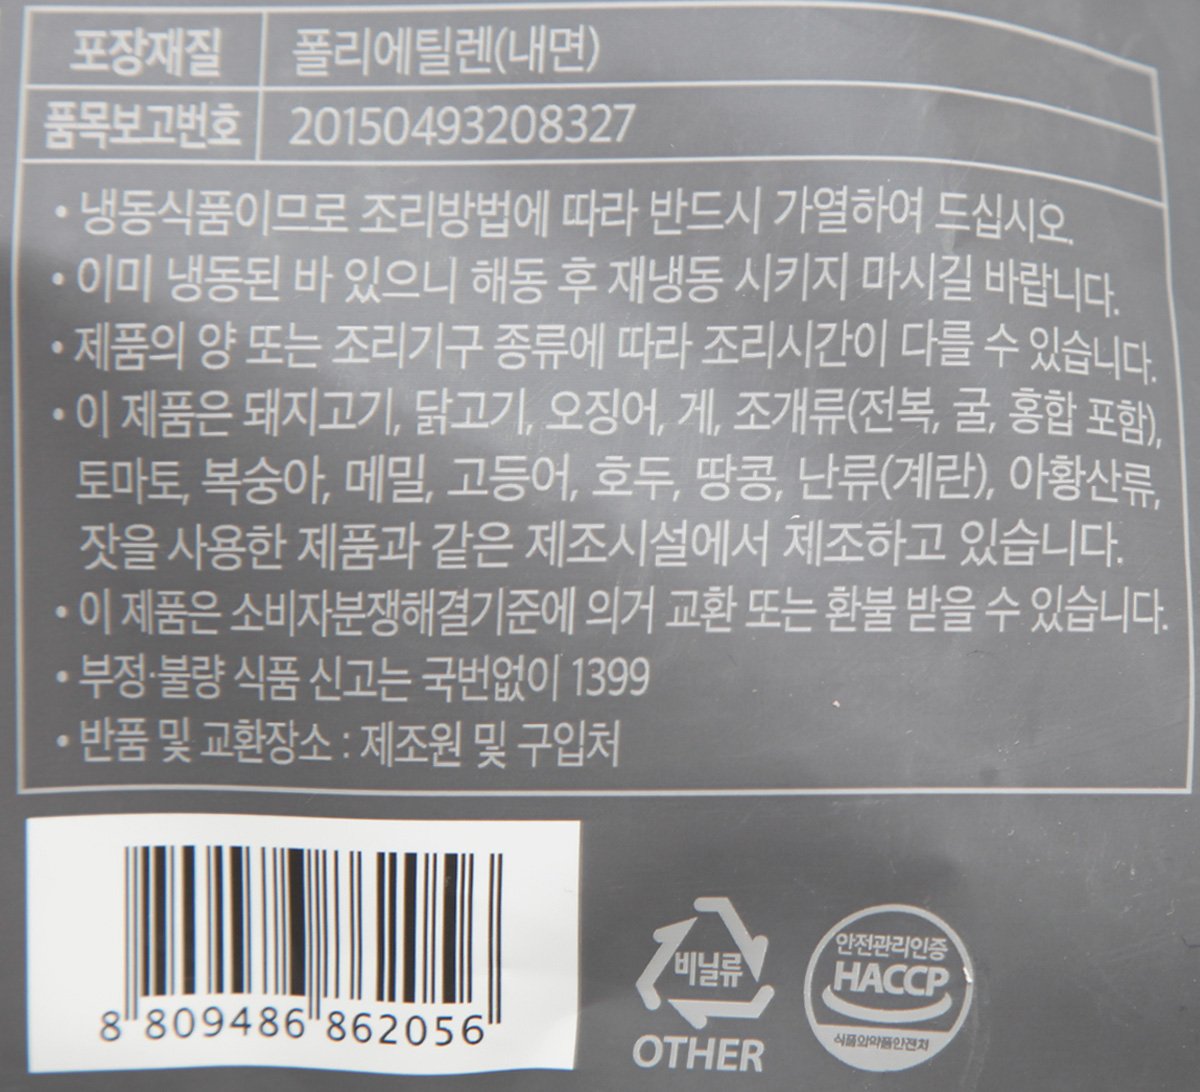 포장재질 폴리에틸렌(내면)
품목보고번호 20150493208327
• 냉동식품이므로 조리방법에 따라 반드시 가열하여 드십시오.
• 이미 냉동된 바 있으니 해동 후 재냉동 시키지 마시길 바랍니다.
• 제품의 양 또는 조리기구 종류에 따라 조리시간이 다를 수 있습니다.
• 이 제품은 돼지고기, 닭고기, 오징어, 게, 조개류(전복, 굴, 홍합 포함),
토마토, 복숭아, 메밀, 고등어, 호두, 땅콩, 난류(계란), 아황산류,
잣을 사용한 제품과 같은 제조시설에서 제조하고 있습니다.
• 이 제품은 소비자분쟁해결기준에 의거 교환 또는 환불 받을 수 있습니다.
• 부정·불량 식품 신고는 국번없이 1399
• 반품 및 교환장소 : 제조원 및 구입처
8 809486 862056
비닐류
OTHER
안전관리인증
HACCP
식품의약품안전처